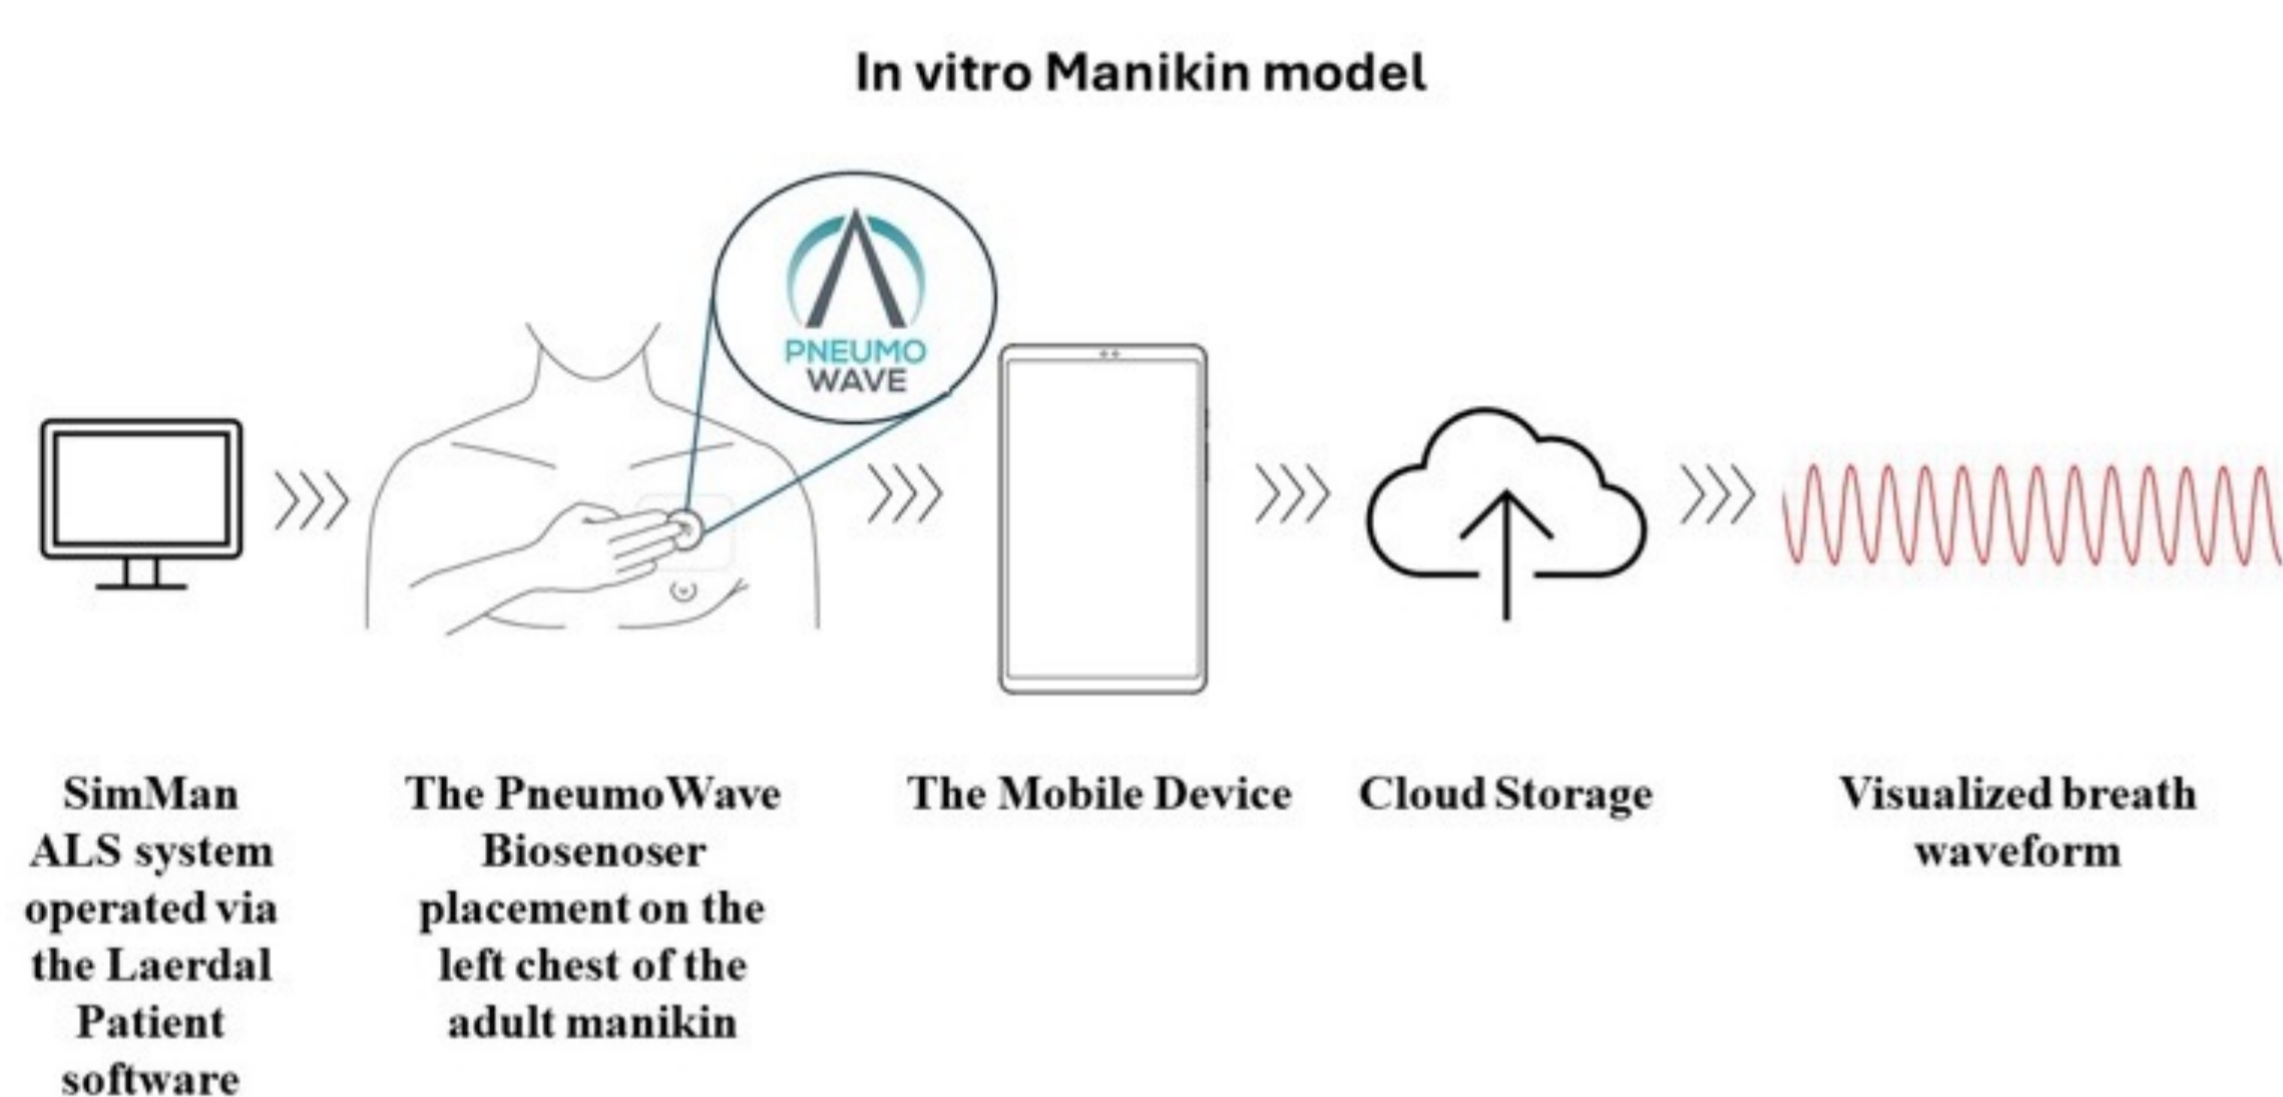 In vitro Manikin model
PNEUMO
WAVE
SimMan
ALS system
operated via
the Laerdal
Patient
software
The PneumoWave
Biosenoser
placement on the
left chest of the
adult manikin
The Mobile Device
Cloud Storage
Visualized breath
waveform